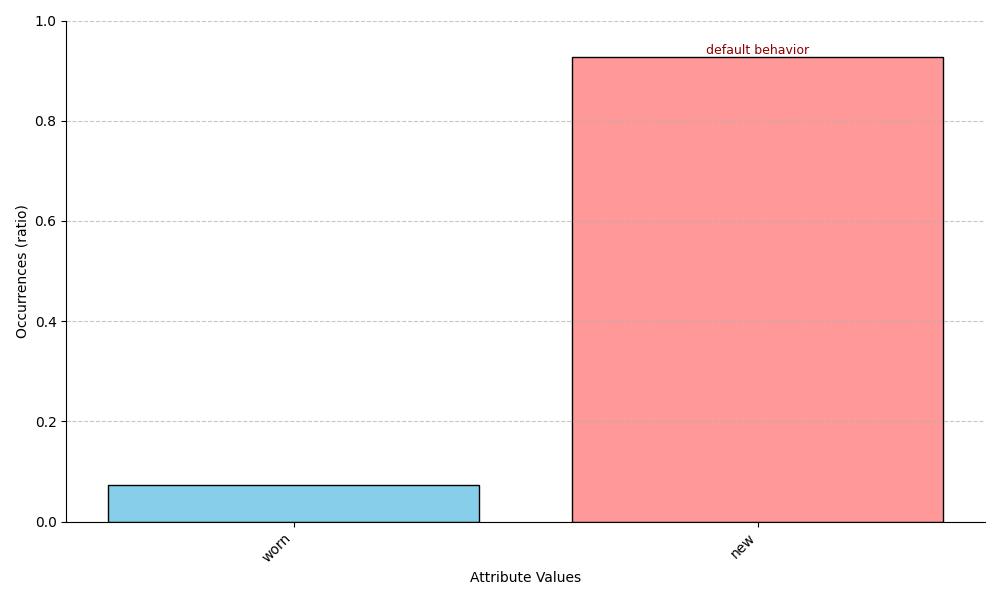 default behavior
Occurrences (ratio)
1.0
0.8
0.6
0.4
0.2
0.0
worn
new
Attribute Values